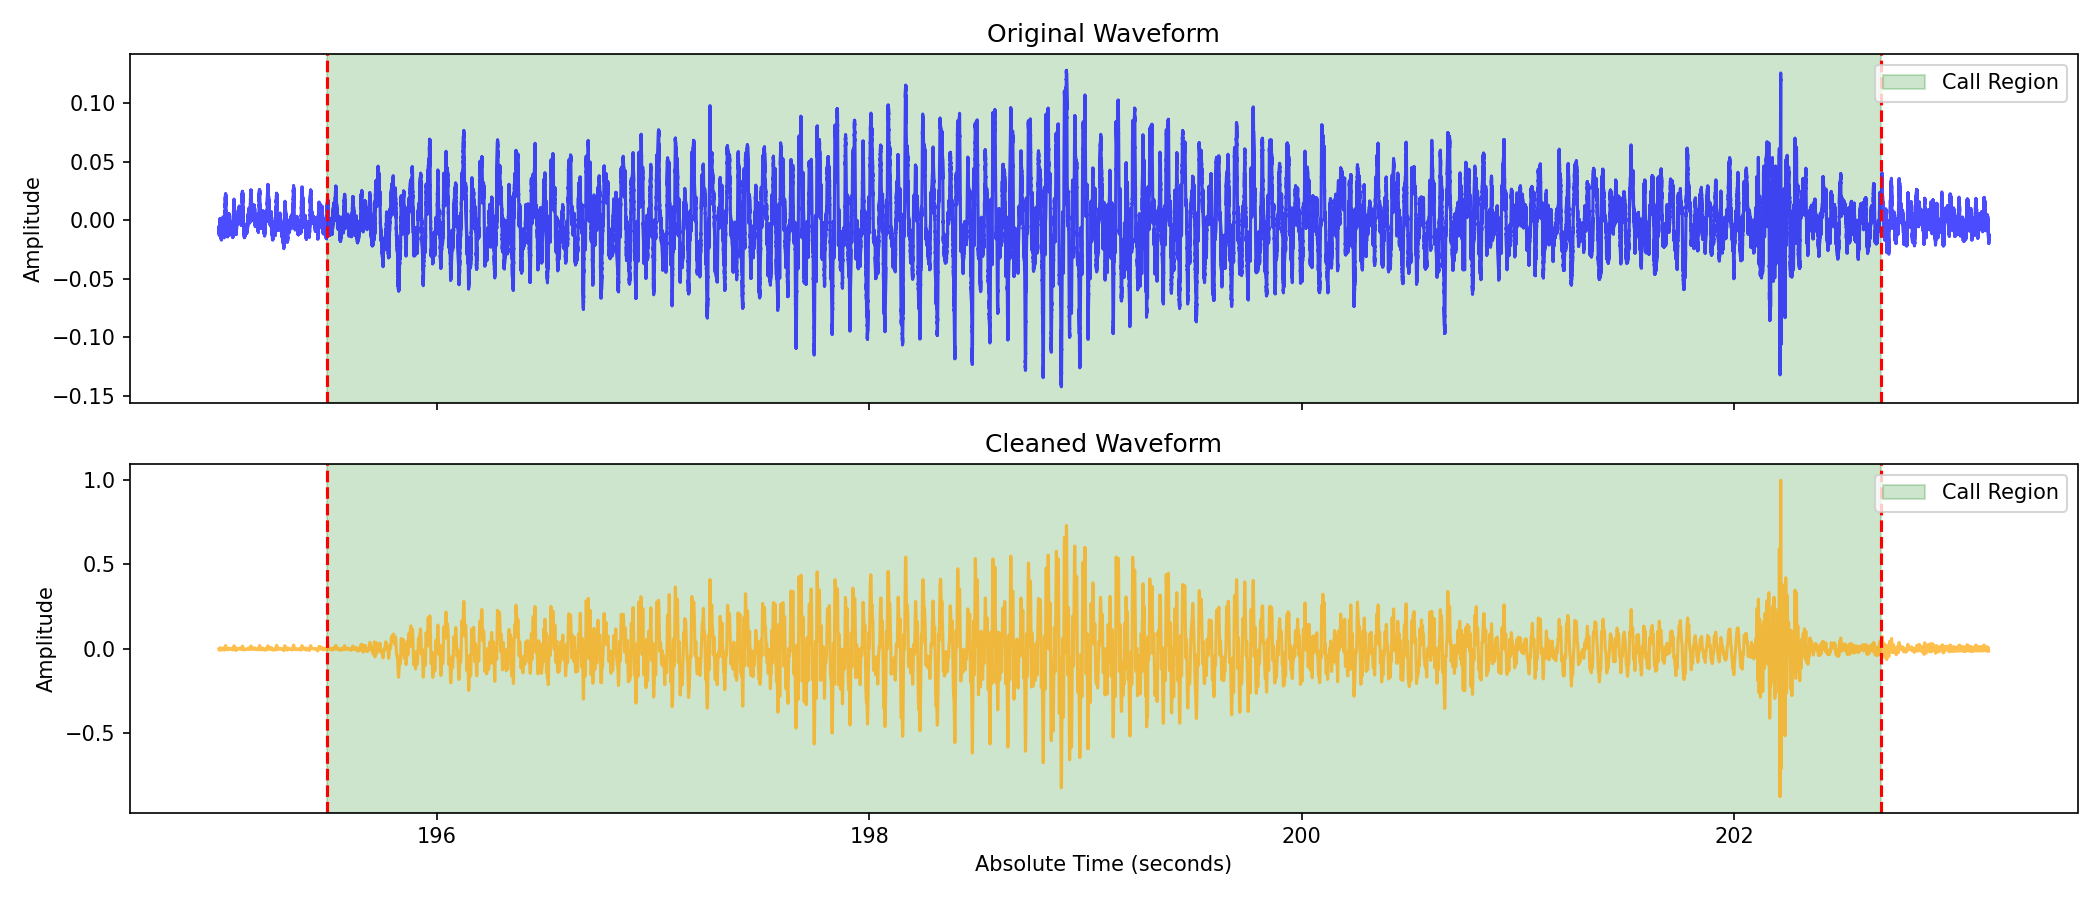 Original Waveform
Call Region
Amplitude
0.10
0.05
0.00
−0.05
−0.10
−0.15
Cleaned Waveform
Call Region
Amplitude
1.0
0.5
0.0
−0.5
196 198 200 202
Absolute Time (seconds)